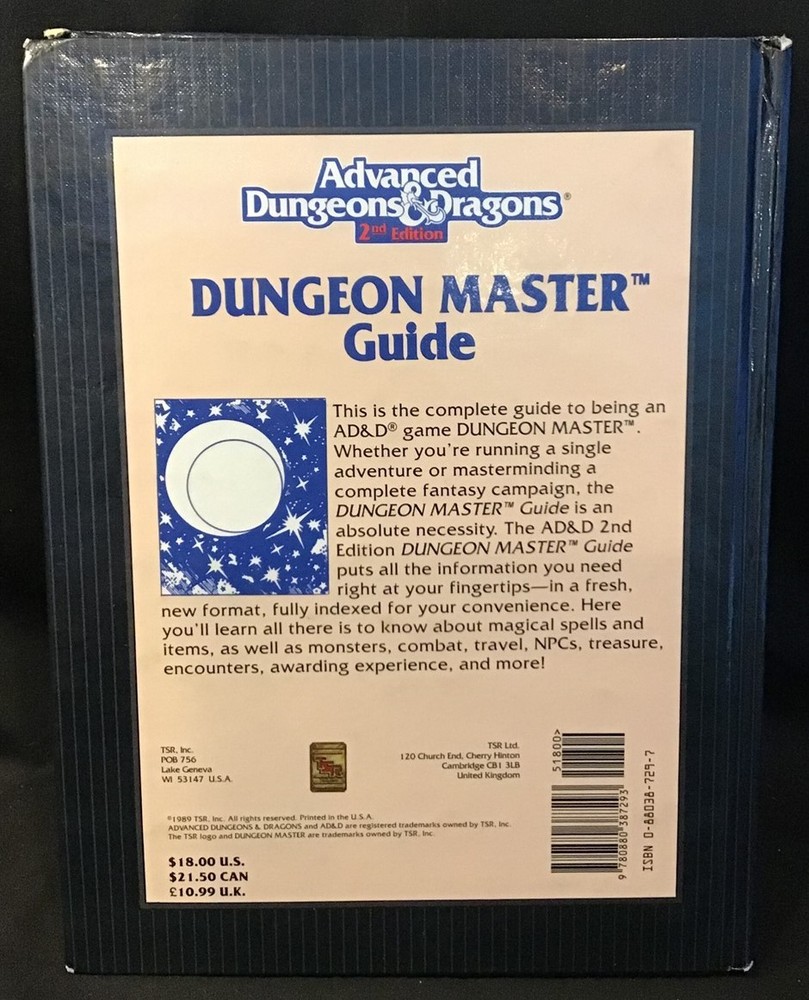 Advanced
Dungeons & Dragons®
2nd Edition
DUNGEON MASTER™
Guide
This is the complete guide to being an
AD&D® game DUNGEON MASTER™.
Whether you're running a single
adventure or masterminding a
complete fantasy campaign, the
DUNGEON MASTER™ Guide is an
absolute necessity. The AD&D 2nd
Edition DUNGEON MASTER™ Guide
puts all the information you need
right at your fingertips—in a fresh,
new format, fully indexed for your convenience. Here
you'll learn all there is to know about magical spells and
items, as well as monsters, combat, travel, NPCs, treasure,
encounters, awarding experience, and more!
TSR, Inc.
POB 756
Lake Geneva
WI 53147 U.S.A.
TSR
TSR Ltd.
120 Church End, Cherry Hinton
Cambridge CB1 3LB
United Kingdom
51800>
9 780880 387293
ISBN 0-88038-729-7
©1989 TSR, Inc. All rights reserved. Printed in the U.S.A.
ADVANCED DUNGEONS & DRAGONS and AD&D are registered trademarks owned by TSR, Inc.
The TSR logo and DUNGEON MASTER are trademarks owned by TSR, Inc.
$18.00 U.S.
$21.50 CAN
£10.99 U.K.